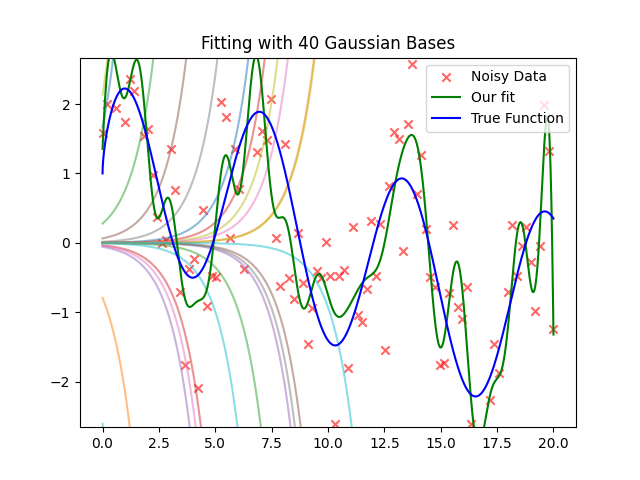 Fitting with 40 Gaussian Bases
Noisy Data
Our fit
True Function
2
1
0
−1
−2
0.0 2.5 5.0 7.5 10.0 12.5 15.0 17.5 20.0